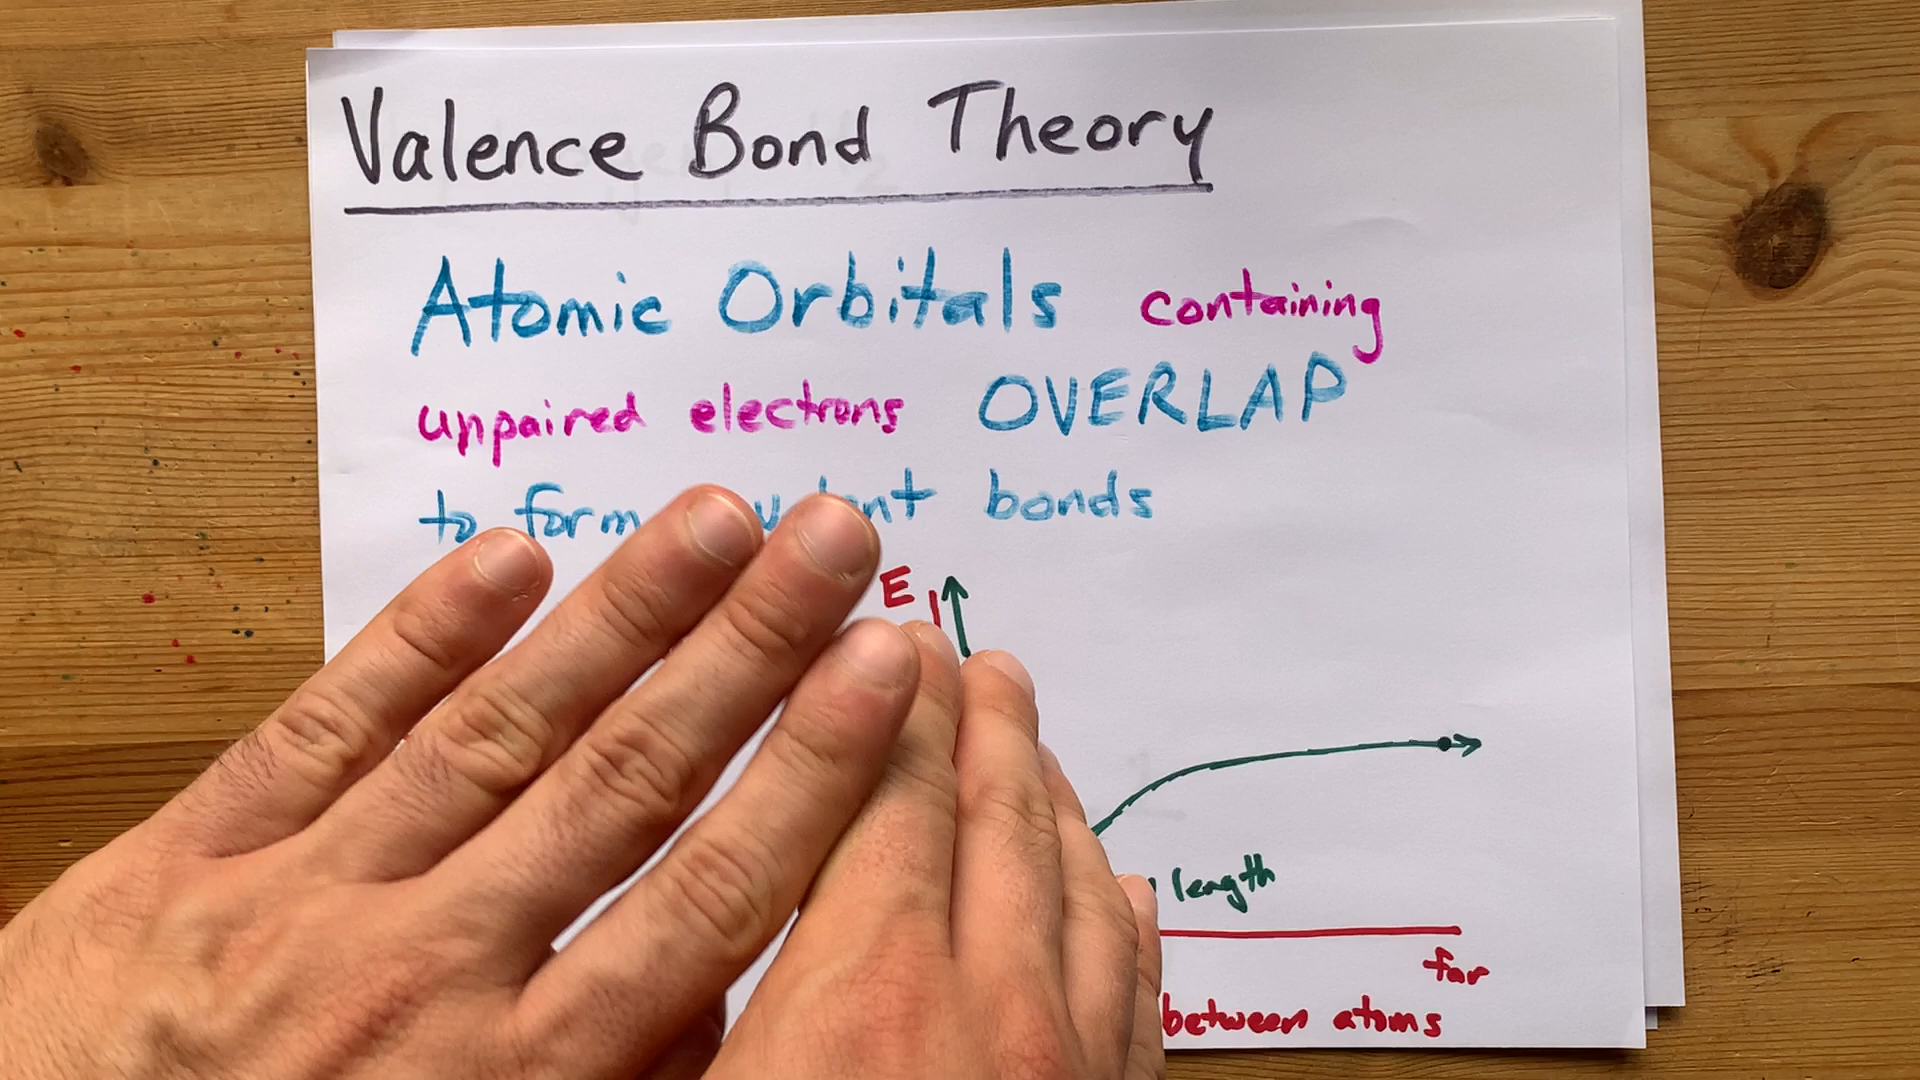 Valence Bond Theory
Atomic Orbitals containing
unpaired electrons OVERLAP
to form bonds
E
length
far
between atoms